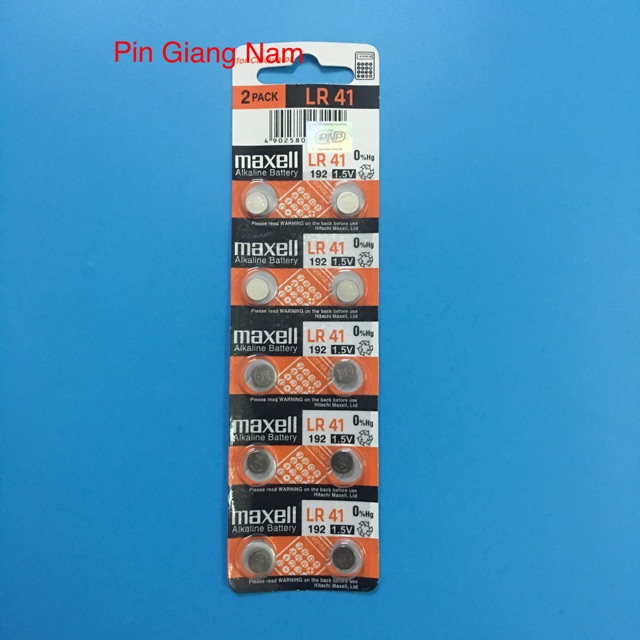 Pin Giang Nam
2 PACK
LR 41
4 902580
PNP
maxell
Alkaline Battery
LR 41
0%Hg
192 1.5V
Please read WARNING on the back before use
Hitachi Maxell, Ltd
maxell
Alkaline Battery
LR 41
0%Hg
192 1.5V
Please read WARNING on the back before use
Hitachi Maxell, Ltd
maxell
Alkaline Battery
LR 41
0%Hg
192 1.5V
Please read WARNING on the back before use
Hitachi Maxell, Ltd
maxell
Alkaline Battery
LR 41
0%Hg
192 1.5V
Please read WARNING on the back before use
Hitachi Maxell, Ltd
maxell
Alkaline Battery
LR 41
0%Hg
192 1.5V
Please read WARNING on the back before use
Hitachi Maxell, Ltd